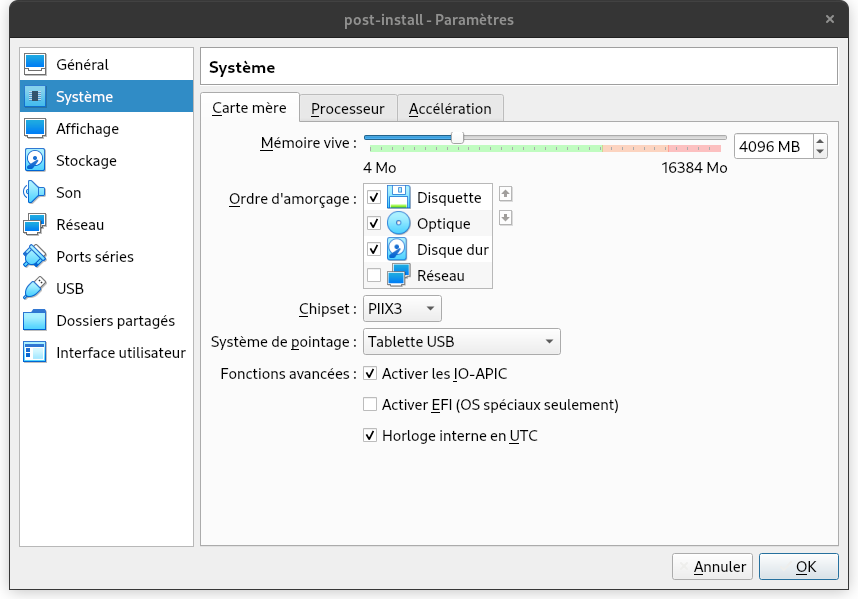 post-install - Paramètres
Général
Système
Affichage
Stockage
Son
Réseau
Ports séries
USB
Dossiers partagés
Interface utilisateur
Système
Carte mère
Processeur
Accélération
Mémoire vive :
4096 MB
4 Mo
16384 Mo
Ordre d'amorçage :
Disquette
Optique
Disque dur
Réseau
Chipset :
PIIX3
Système de pointage :
Tablette USB
Fonctions avancées :
Activer les IO-APIC
Activer EFI (OS spéciaux seulement)
Horloge interne en UTC
Annuler
OK